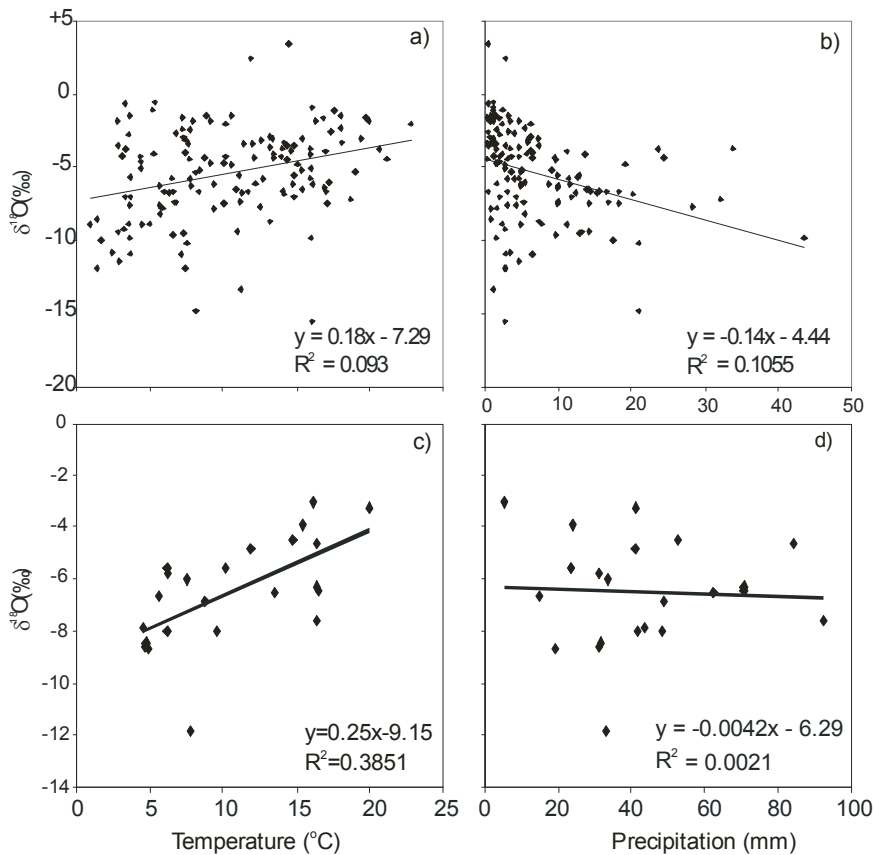 +5
0
-5
-10
-15
-20
δ¹⁸O(‰)
a)
y = 0.18x - 7.29
R² = 0.093
b)
y = -0.14x - 4.44
R² = 0.1055
0 10 20 30 40 50
0
-2
-4
-6
-8
-10
-12
-14
δ¹⁸O(‰)
c)
y=0.25x-9.15
R²=0.3851
0 5 10 15 20 25
Temperature (°C)
d)
y = -0.0042x - 6.29
R² = 0.0021
0 20 40 60 80 100
Precipitation (mm)